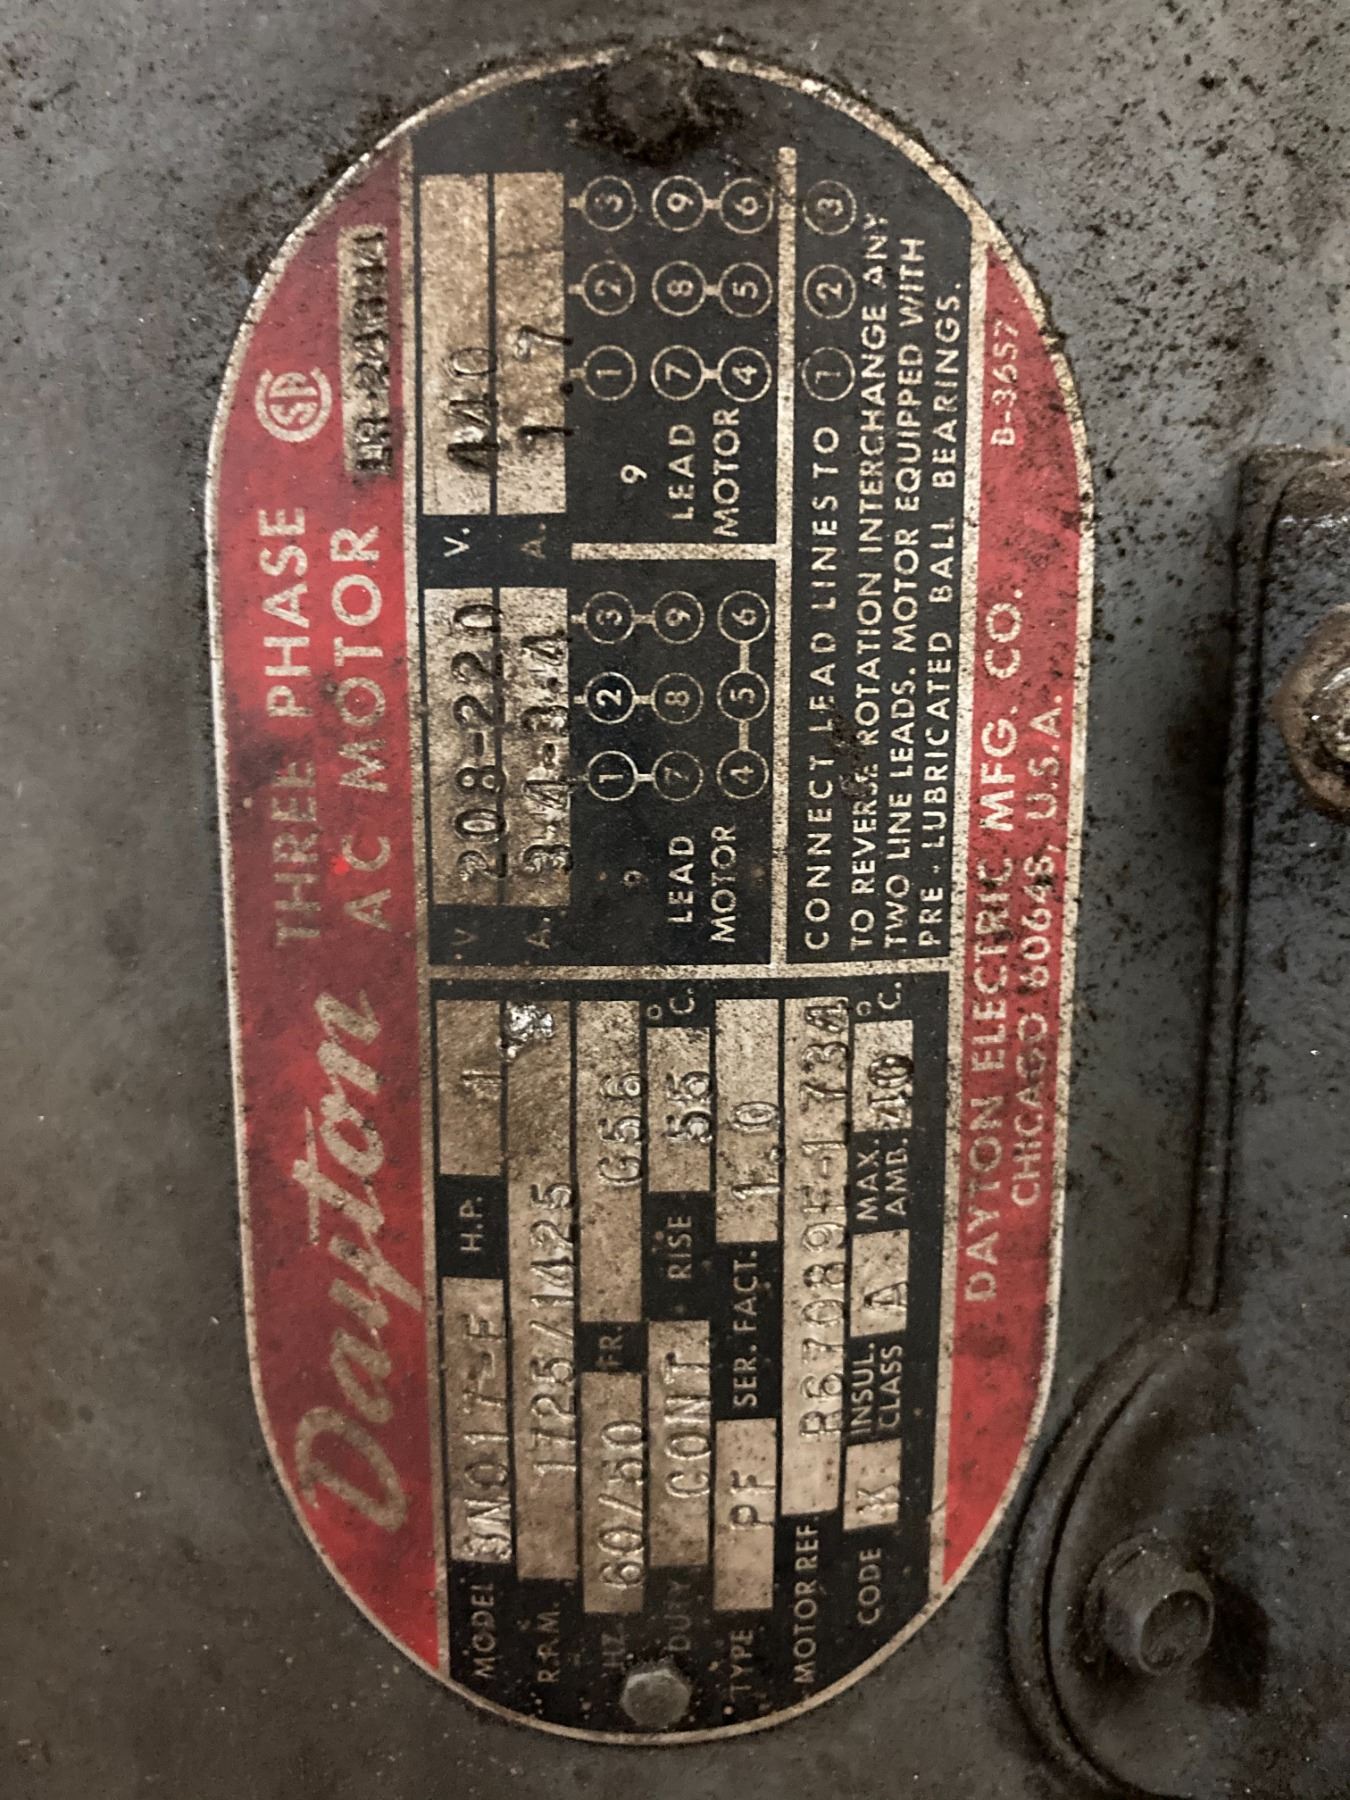 Dayton THREE PHASE
AC MOTOR
MODEL 3N017-F H.P. 1
R.P.M. 1725/1425
HZ. 60/50 FR. G56
DUTY CONT RISE 55 °C.
TYPE PF SER. FACT. 1.0
MOTOR REF.
CODE K INSUL. CLASS A MAX. AMB. 40 °C.
V. 208-220 V. 440
A. 3.4-3.4 A. 1.7
9 LEAD MOTOR
1 2 3
7 8 9
4 5 6
9 LEAD MOTOR
1 2 3
7 8 9
4 5 6
CONNECT LEAD LINES TO 1 2 3
TO REVERSE ROTATION INTERCHANGE ANY
TWO LINE LEADS. MOTOR EQUIPPED WITH
PRE-LUBRICATED BALL BEARINGS.
DAYTON ELECTRIC MFG. CO. B-3657
CHICAGO 60648, U.S.A.